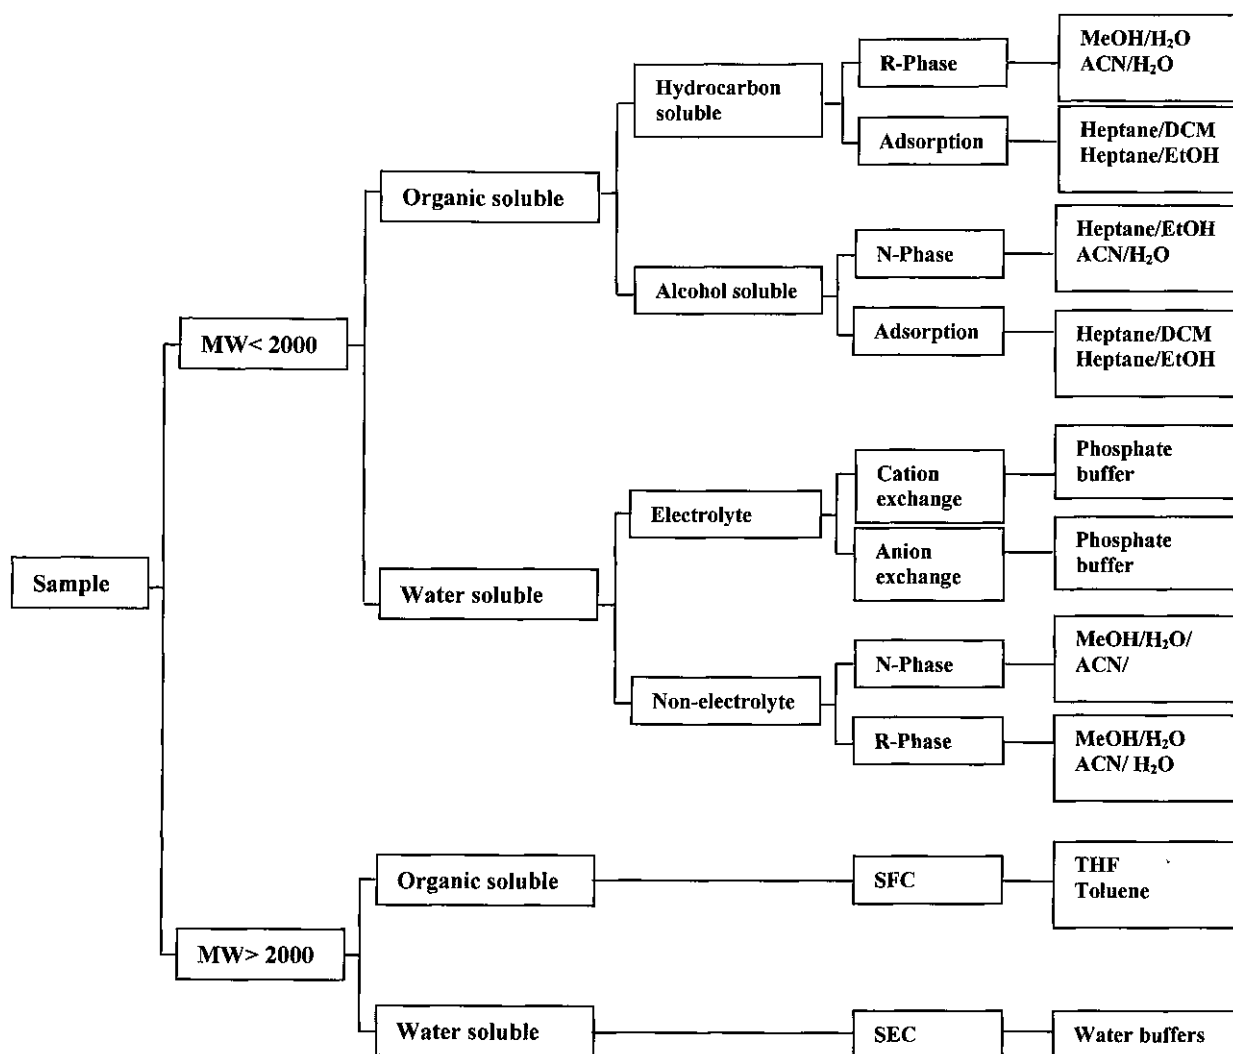 MeOH/H₂O
ACN/H₂O
R-Phase
Hydrocarbon
soluble
Adsorption
Heptane/DCM
Heptane/EtOH
Organic soluble
Heptane/EtOH
ACN/H₂O
N-Phase
Alcohol soluble
Adsorption
Heptane/DCM
Heptane/EtOH
MW< 2000
Phosphate
buffer
Cation
exchange
Electrolyte
Anion
exchange
Phosphate
buffer
Sample
Water soluble
MeOH/H₂O/
ACN/
N-Phase
Non-electrolyte
R-Phase
MeOH/H₂O
ACN/ H₂O
Organic soluble
SFC
THF
Toluene
MW> 2000
Water soluble
SEC
Water buffers